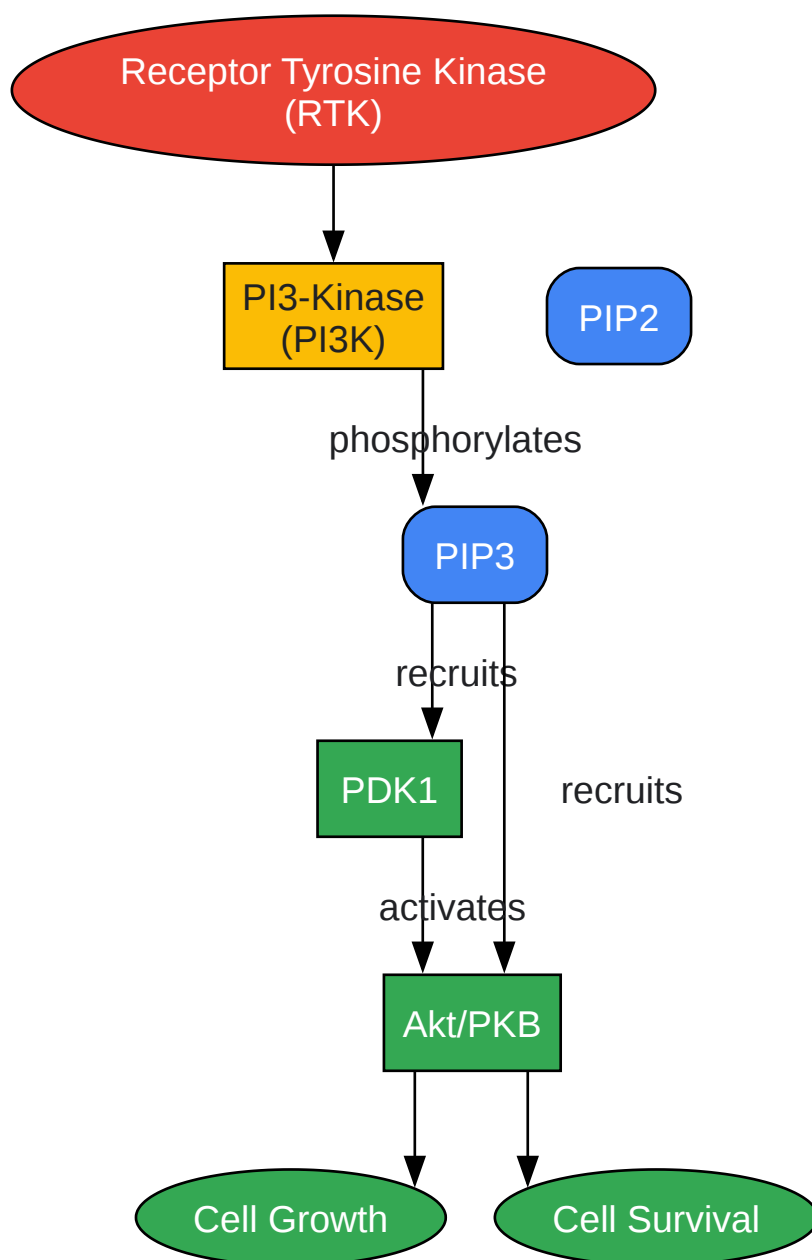 Receptor Tyrosine Kinase
(RTK)
PI3-Kinase
(PI3K)
PIP2
phosphorylates
PIP3
recruits
PDK1
recruits
activates
Akt/PKB
Cell Growth
Cell Survival